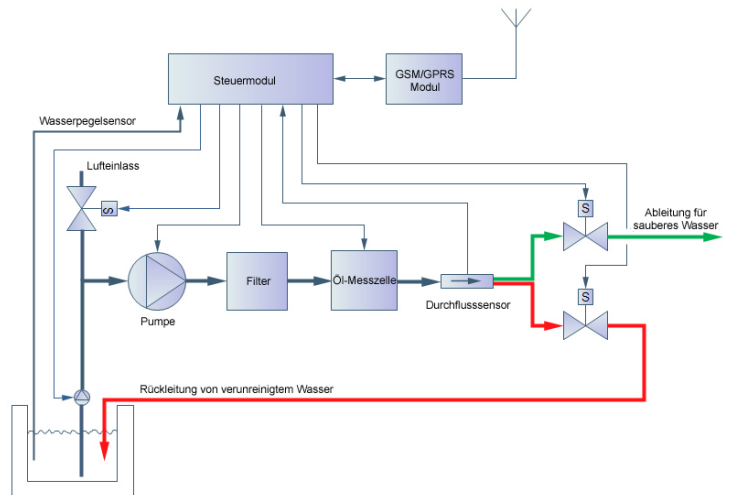 Steuermodul
GSM/GPRS
Modul
Wasserpegelsensor
Lufteinlass
S
S
Ableitung für
sauberes Wasser
Filter
Öl-Messzelle
Durchflusssensor
S
Pumpe
Rückleitung von verunreinigtem Wasser